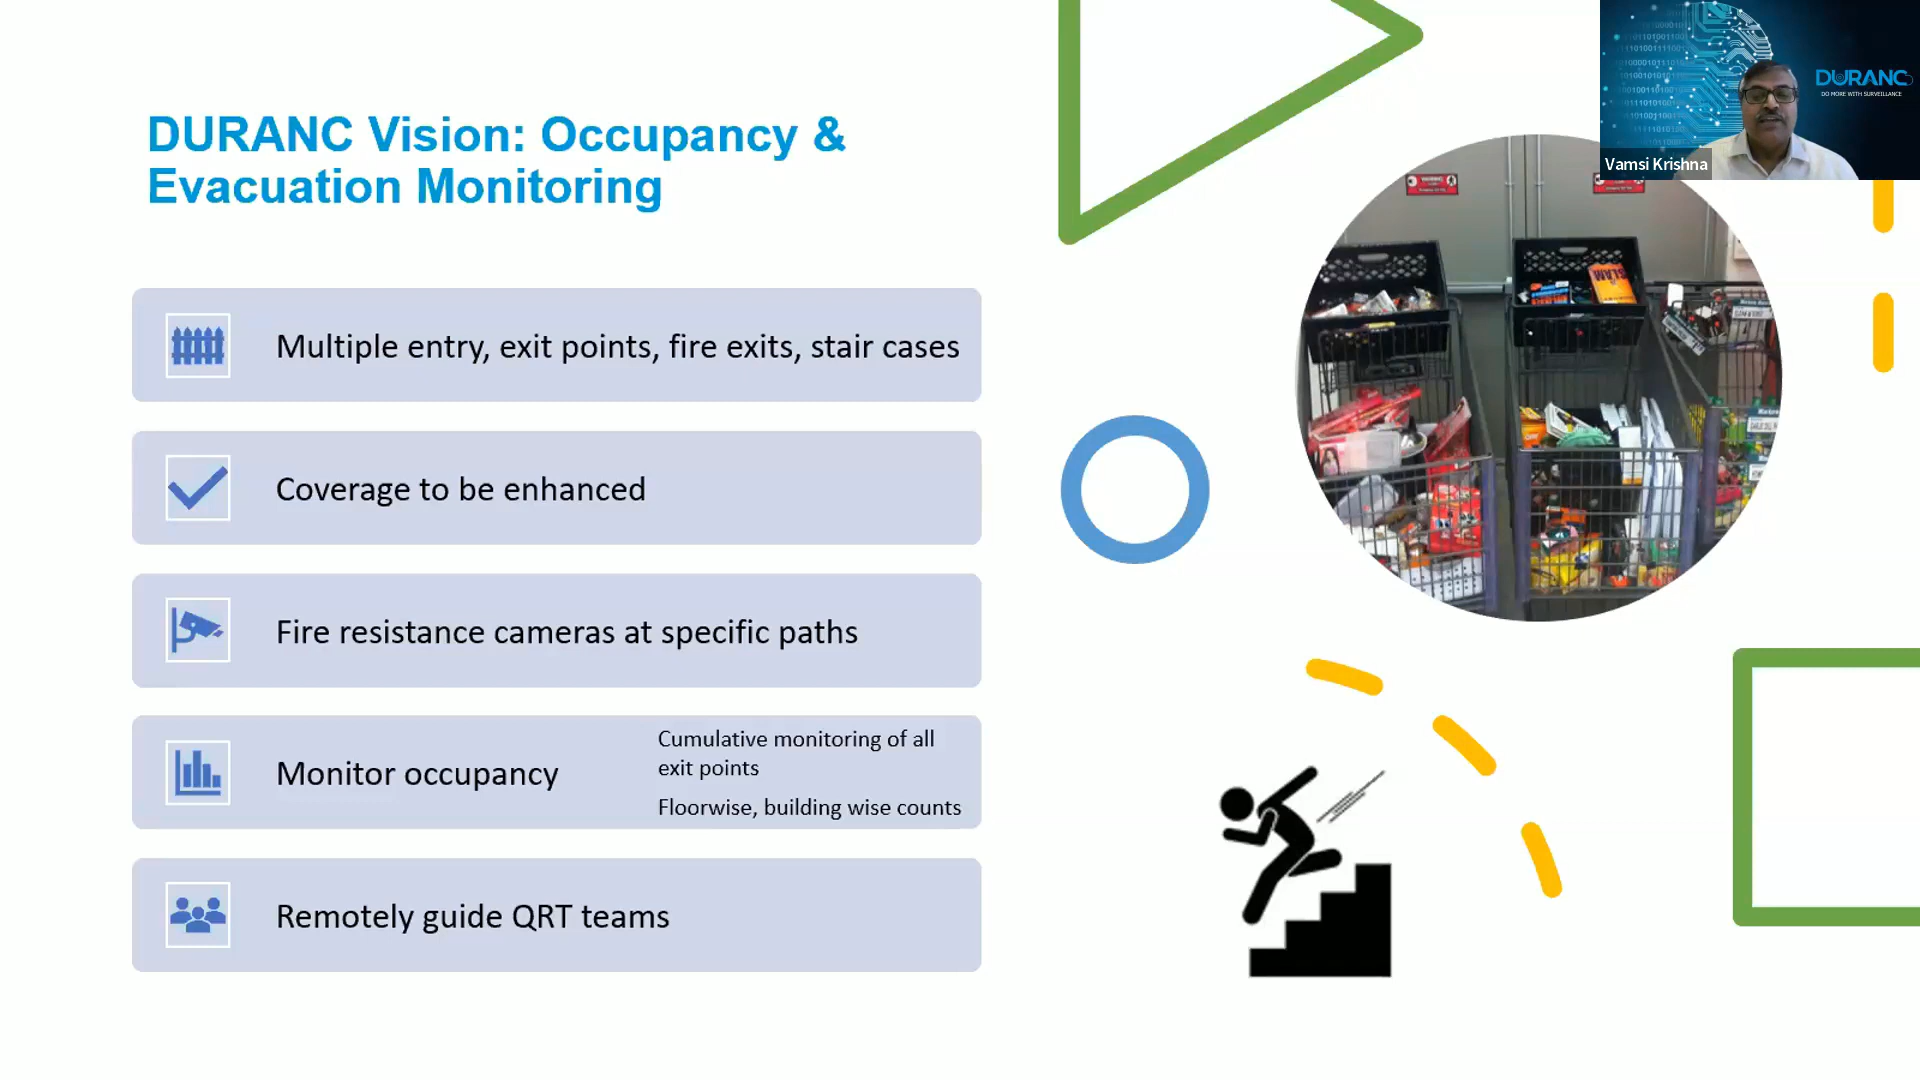 DURANC Vision: Occupancy &
Evacuation Monitoring
Multiple entry, exit points, fire exits, stair cases
Coverage to be enhanced
Fire resistance cameras at specific paths
Monitor occupancy
Cumulative monitoring of all
exit points
Floorwise, building wise counts
Remotely guide QRT teams
DURANC
DO MORE WITH SURVEILLANCE
Vamsi Krishna